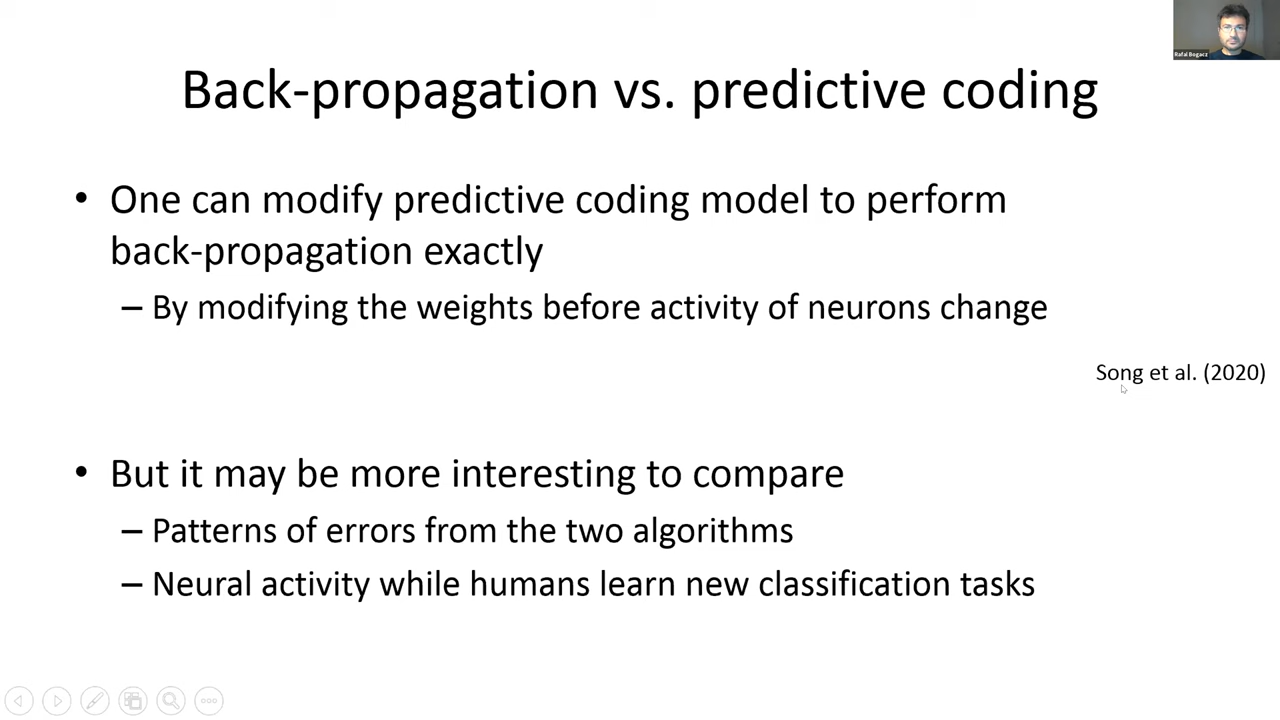 Rafal Bogacz
Back-propagation vs. predictive coding
• One can modify predictive coding model to perform
back-propagation exactly
– By modifying the weights before activity of neurons change
Song et al. (2020)
• But it may be more interesting to compare
– Patterns of errors from the two algorithms
– Neural activity while humans learn new classification tasks